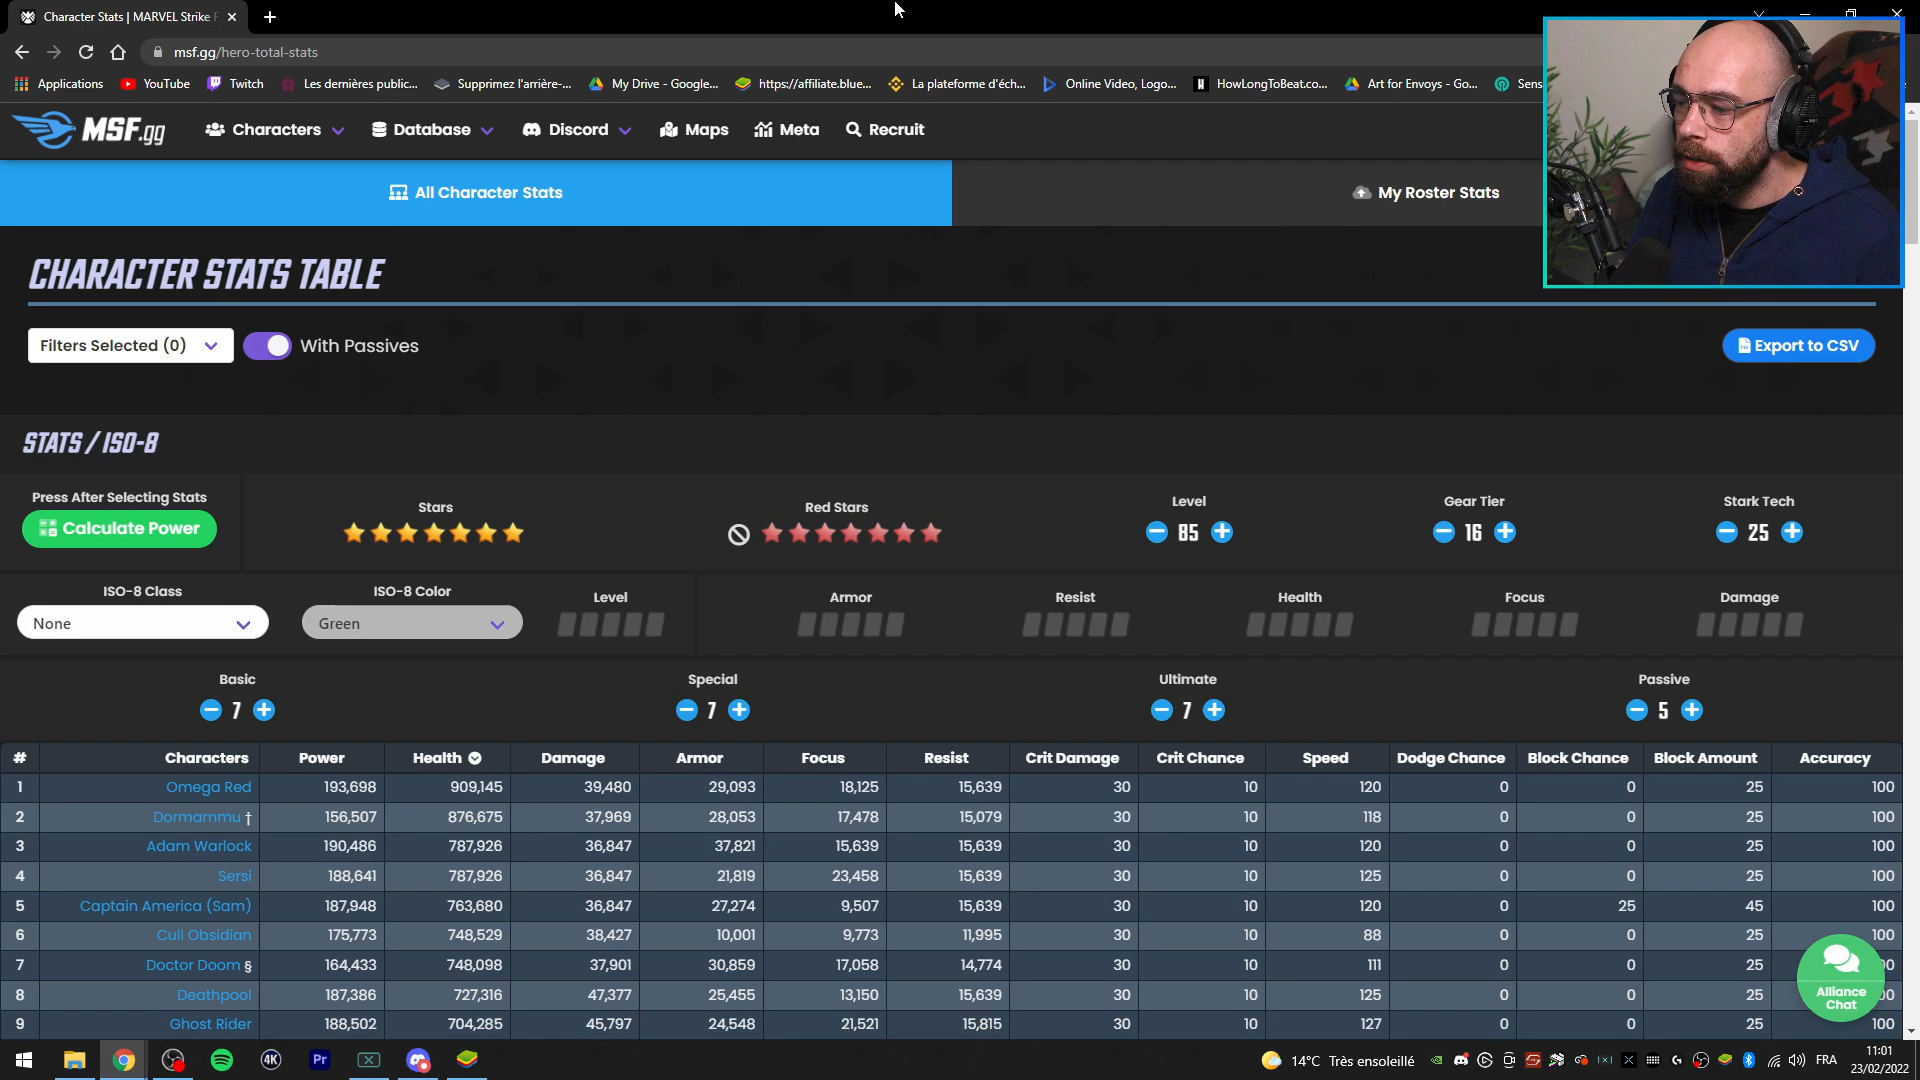 Character Stats | MARVEL Strike F
msf.gg/hero-total-stats
Applications YouTube Twitch Les dernières public... Supprimez l'arrière-... My Drive - Google... https://affiliate.blue... La plateforme d'éch... Online Video, Logo... HowLongToBeat.co... Art for Envoys - Go... Sens
MSF.gg Characters Database Discord Maps Meta Recruit
All Character Stats My Roster Stats
CHARACTER STATS TABLE
Filters Selected (0) With Passives Export to CSV
STATS / ISO-8
Press After Selecting Stats Stars Red Stars Level Gear Tier Stark Tech
Calculate Power 85 16 25
ISO-8 Class ISO-8 Color Level Armor Resist Health Focus Damage
None Green
Basic Special Ultimate Passive
7 7 7 5
# Characters Power Health Damage Armor Focus Resist Crit Damage Crit Chance Speed Dodge Chance Block Chance Block Amount Accuracy
1 Omega Red 193,698 909,145 39,480 29,093 18,125 15,639 30 10 120 0 0 25 100
2 Dormammu † 156,507 876,675 37,969 28,053 17,478 15,079 30 10 118 0 0 25 100
3 Adam Warlock 190,486 787,926 36,847 37,821 15,639 15,639 30 10 120 0 0 25 100
4 Sersi 188,641 787,926 36,847 21,819 23,458 15,639 30 10 125 0 0 25 100
5 Captain America (Sam) 187,948 763,680 36,847 27,274 9,507 15,639 30 10 120 0 25 45 100
6 Cull Obsidian 175,773 748,529 38,427 10,001 9,773 11,995 30 10 88 0 0 25 100
7 Doctor Doom § 164,433 748,098 37,901 30,859 17,058 14,774 30 10 111 0 0 25
8 Deathpool 187,386 727,316 47,377 25,455 13,150 15,639 30 10 125 0 0 25
9 Ghost Rider 188,502 704,285 45,797 24,548 21,521 15,815 30 10 127 0 0 25 100
Alliance
Chat
4K Pr 14°C Très ensoleillé FRA 11:01
23/02/2022